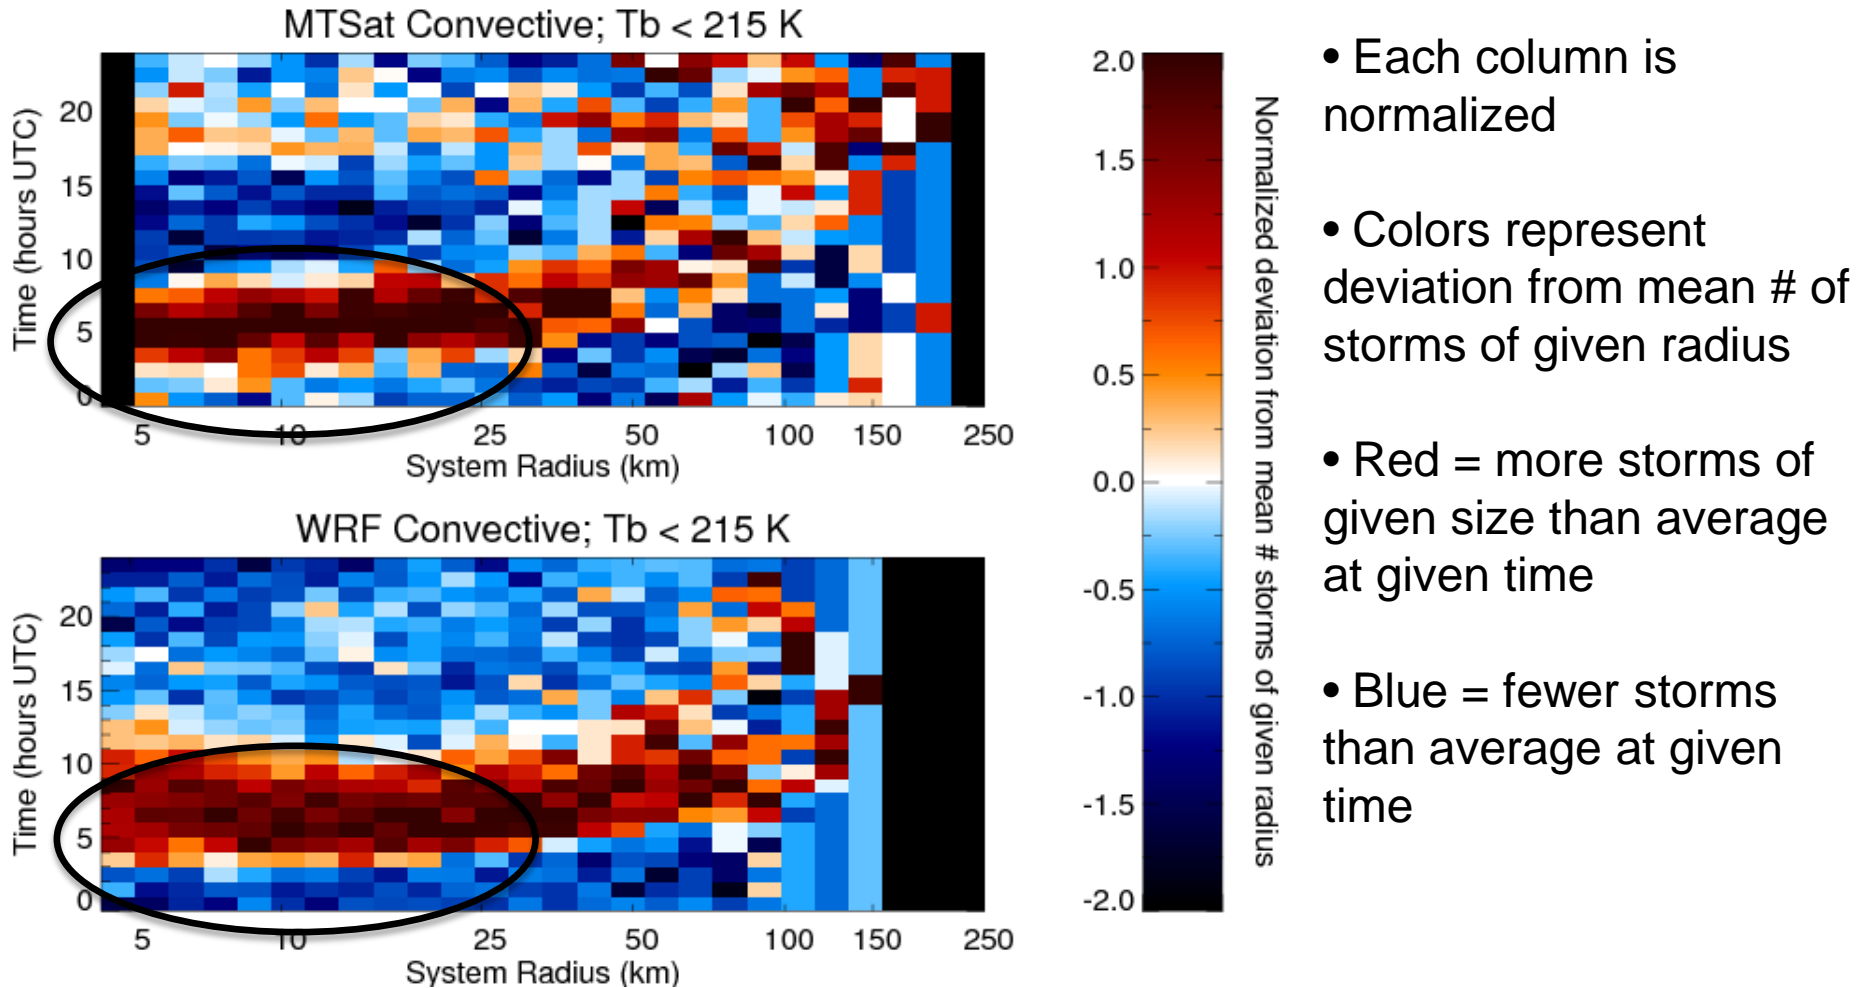 MTSat Convective; Tb < 215 K
Time (hours UTC)
20
15
10
5
0
5 10 25 50 100 150 250
System Radius (km)
WRF Convective; Tb < 215 K
Time (hours UTC)
20
15
10
5
0
5 10 25 50 100 150 250
System Radius (km)
2.0
1.5
1.0
0.5
0.0
-0.5
-1.0
-1.5
-2.0
Normalized deviation from mean # storms of given radius
• Each column is
normalized
• Colors represent
deviation from mean # of
storms of given radius
• Red = more storms of
given size than average
at given time
• Blue = fewer storms
than average at given
time